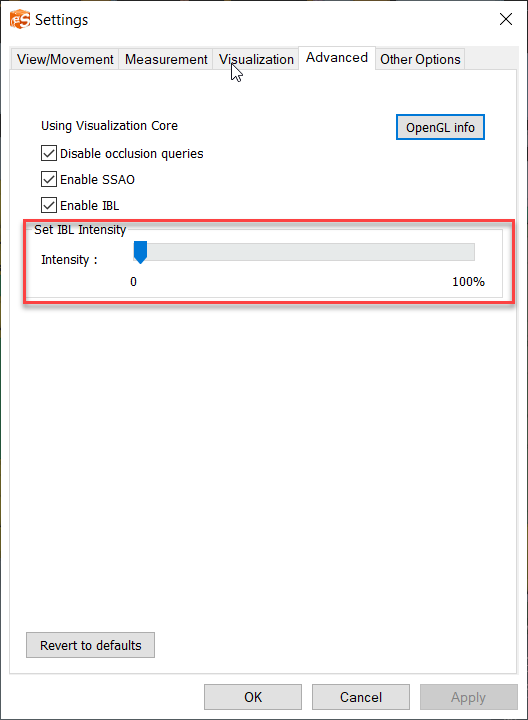 Settings
View/Movement Measurement Visualization Advanced Other Options
Using Visualization Core
OpenGL info
Disable occlusion queries
Enable SSAO
Enable IBL
Set IBL Intensity
Intensity :
0 100%
Revert to defaults
OK Cancel Apply